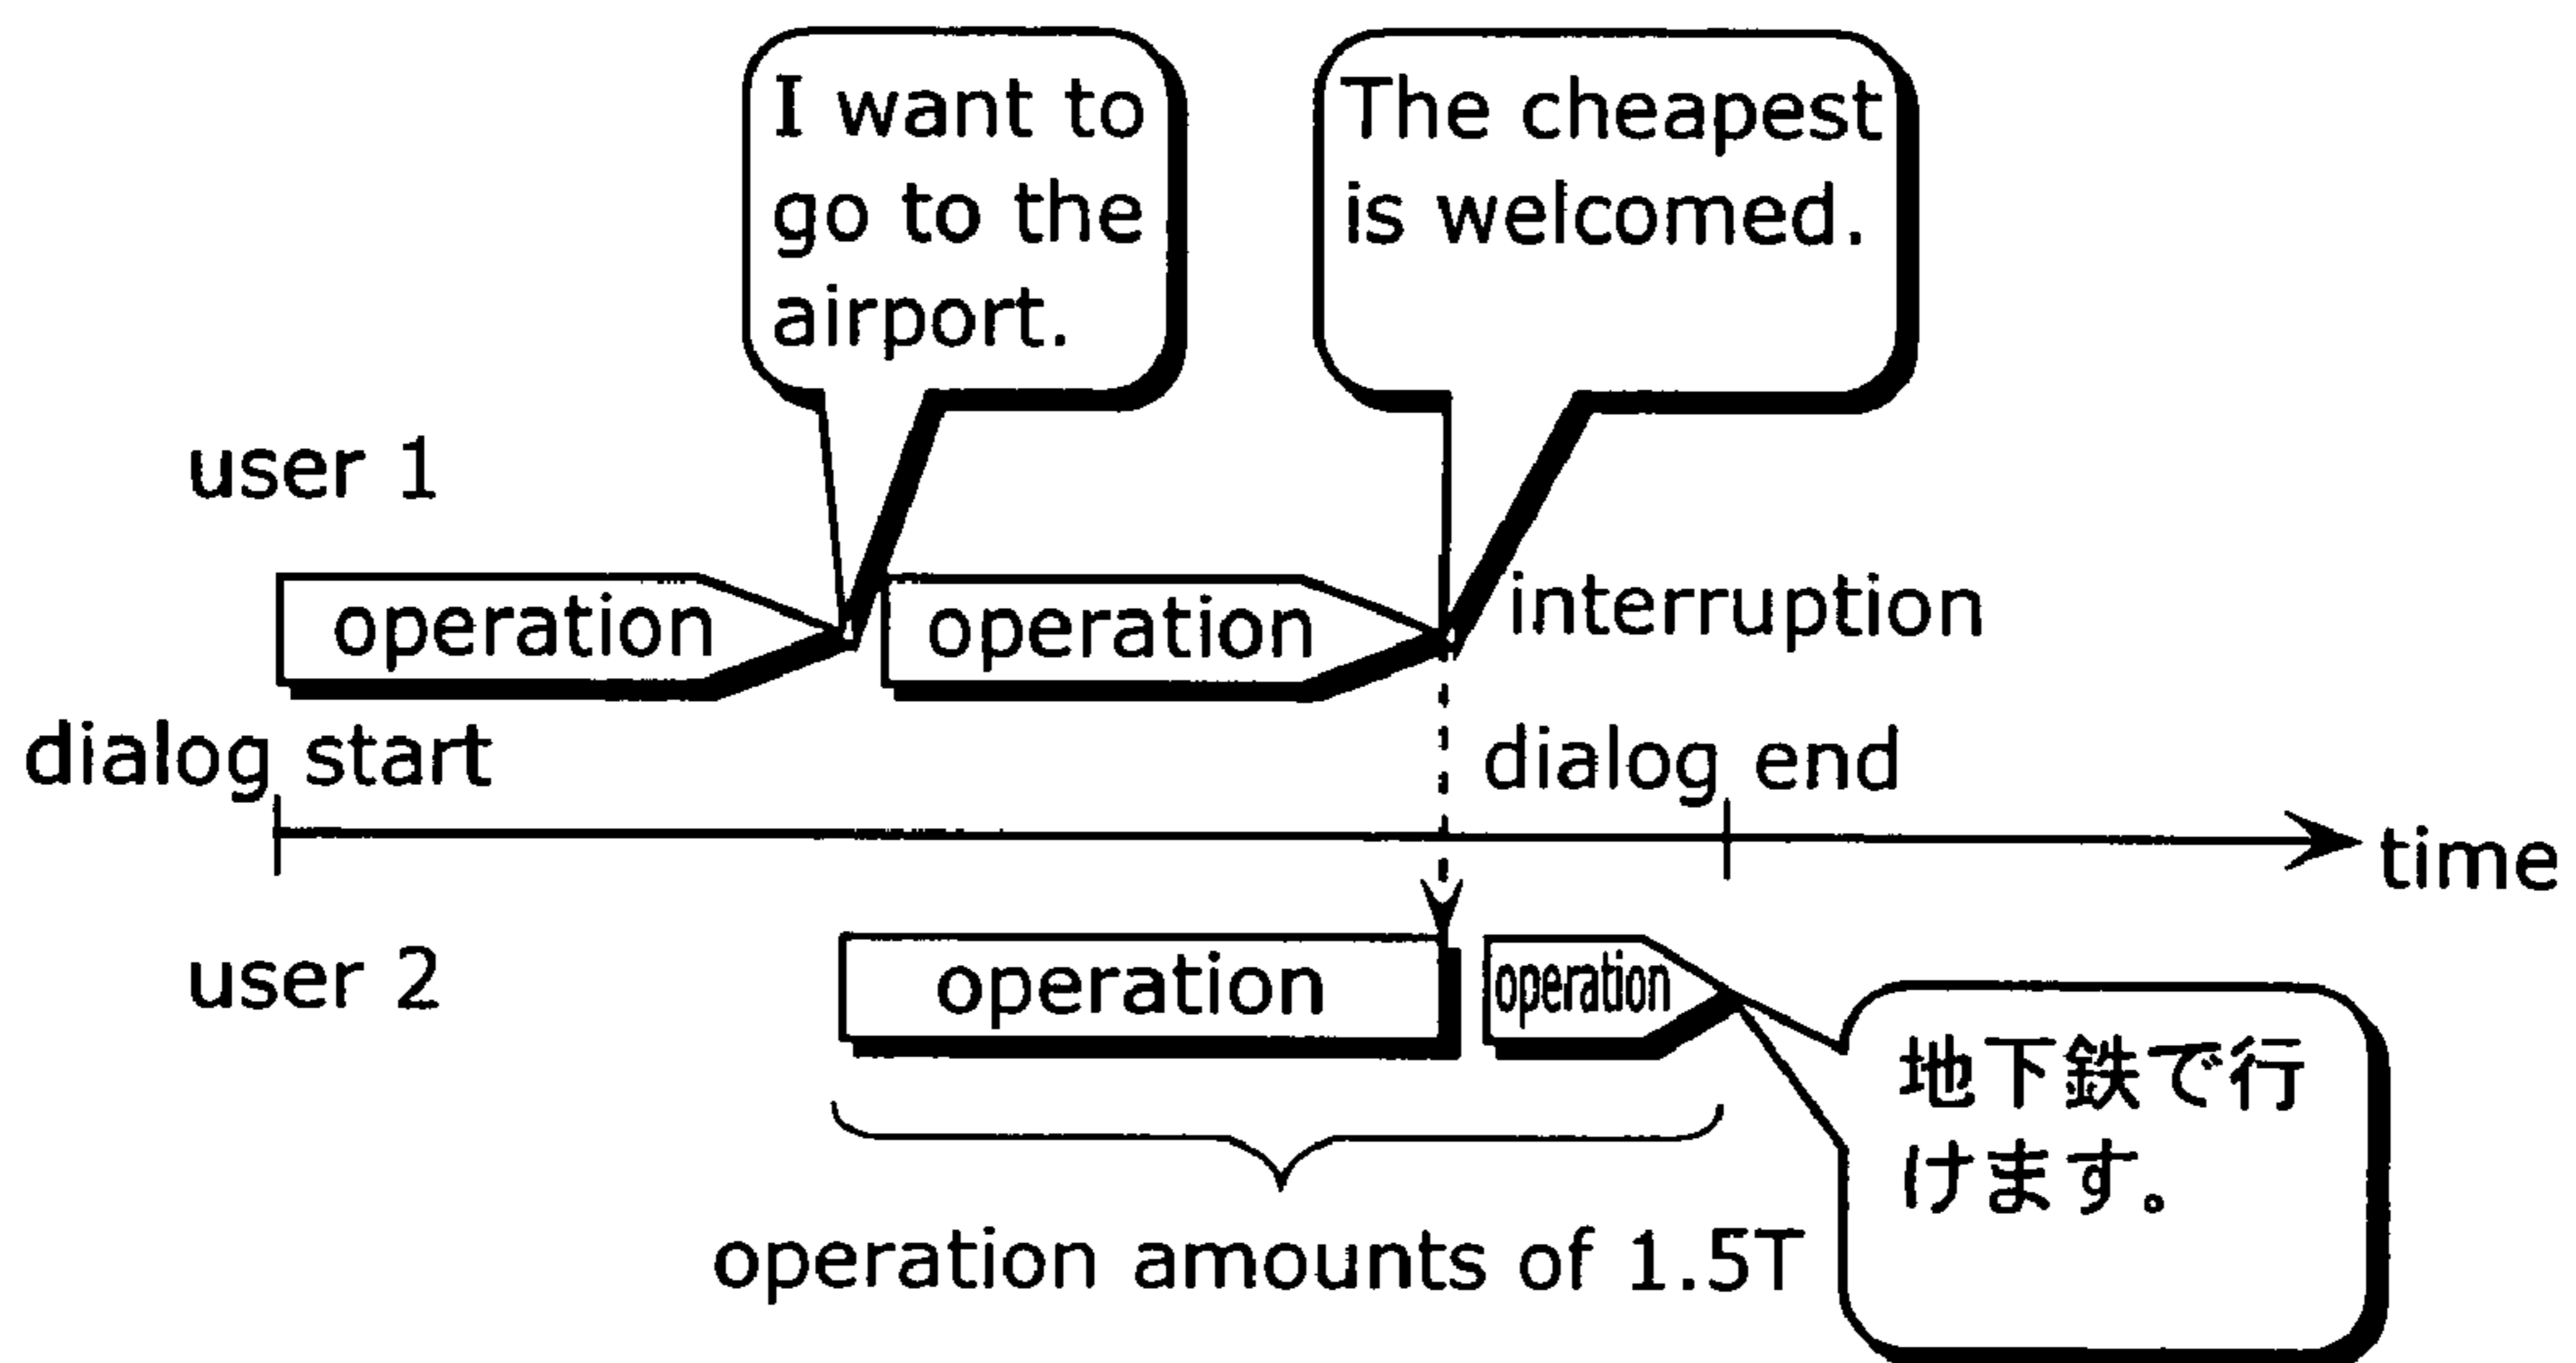 I want to
go to the
airport.
The cheapest
is welcomed.
user 1
operation
operation
interruption
dialog start
dialog end
time
user 2
operation
operation
地下鉄で行
けます。
operation amounts of 1.5T